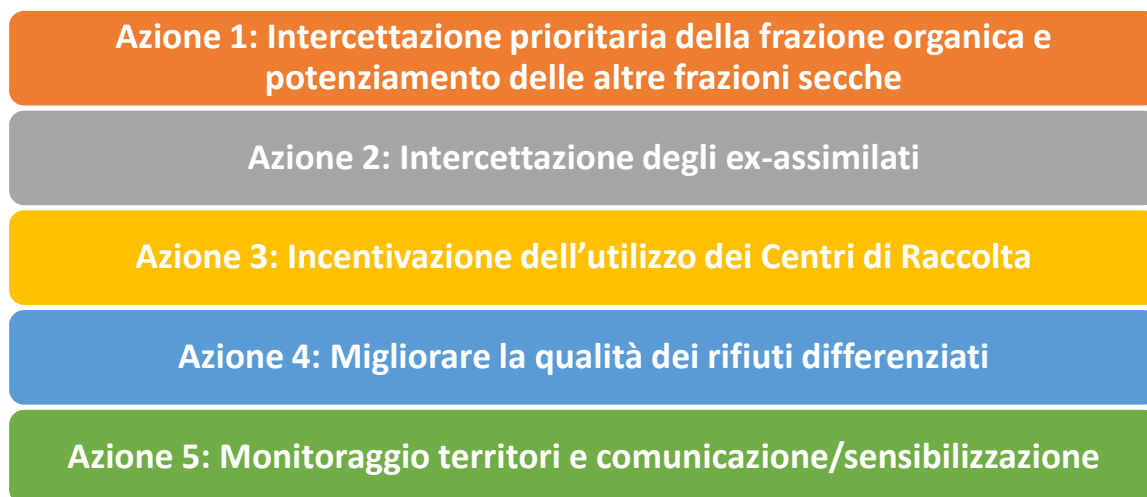 Azione 1: Intercettazione prioritaria della frazione organica e
potenziamento delle altre frazioni secche
Azione 2: Intercettazione degli ex-assimilati
Azione 3: Incentivazione dell’utilizzo dei Centri di Raccolta
Azione 4: Migliorare la qualità dei rifiuti differenziati
Azione 5: Monitoraggio territori e comunicazione/sensibilizzazione